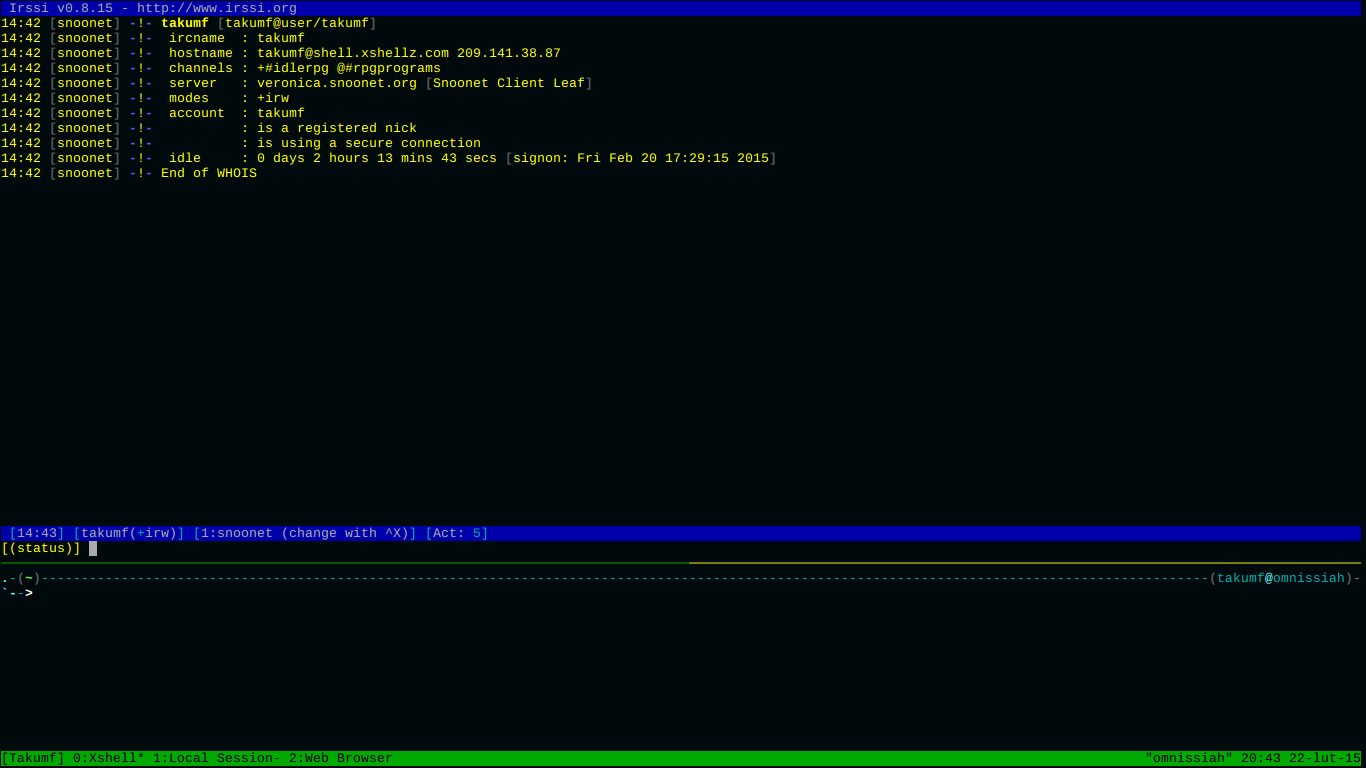 Irssi v0.8.15 - http://www.irssi.org
14:42 [snoonet] -!- takumf [takumf@user/takumf]
14:42 [snoonet] -!-  ircname  : takumf
14:42 [snoonet] -!-  hostname : takumf@shell.xshellz.com 209.141.38.87
14:42 [snoonet] -!-  channels : +#idlerpg @#rpgprograms
14:42 [snoonet] -!-  server   : veronica.snoonet.org [Snoonet Client Leaf]
14:42 [snoonet] -!-  modes    : +irw
14:42 [snoonet] -!-  account  : takumf
14:42 [snoonet] -!-           : is a registered nick
14:42 [snoonet] -!-           : is using a secure connection
14:42 [snoonet] -!-  idle     : 0 days 2 hours 13 mins 43 secs [signon: Fri Feb 20 17:29:15 2015]
14:42 [snoonet] -!- End of WHOIS
[14:43] [takumf(+irw)] [1:snoonet (change with ^X)] [Act: 5]
[(status)]
.-(~)--------------------------------------------------------------------------------------------------------------------------------------------------(takumf@omnissiah)-
`-->
[Takumf] 0:Xshell* 1:Local Session- 2:Web Browser "omnissiah" 20:43 22-lut-15